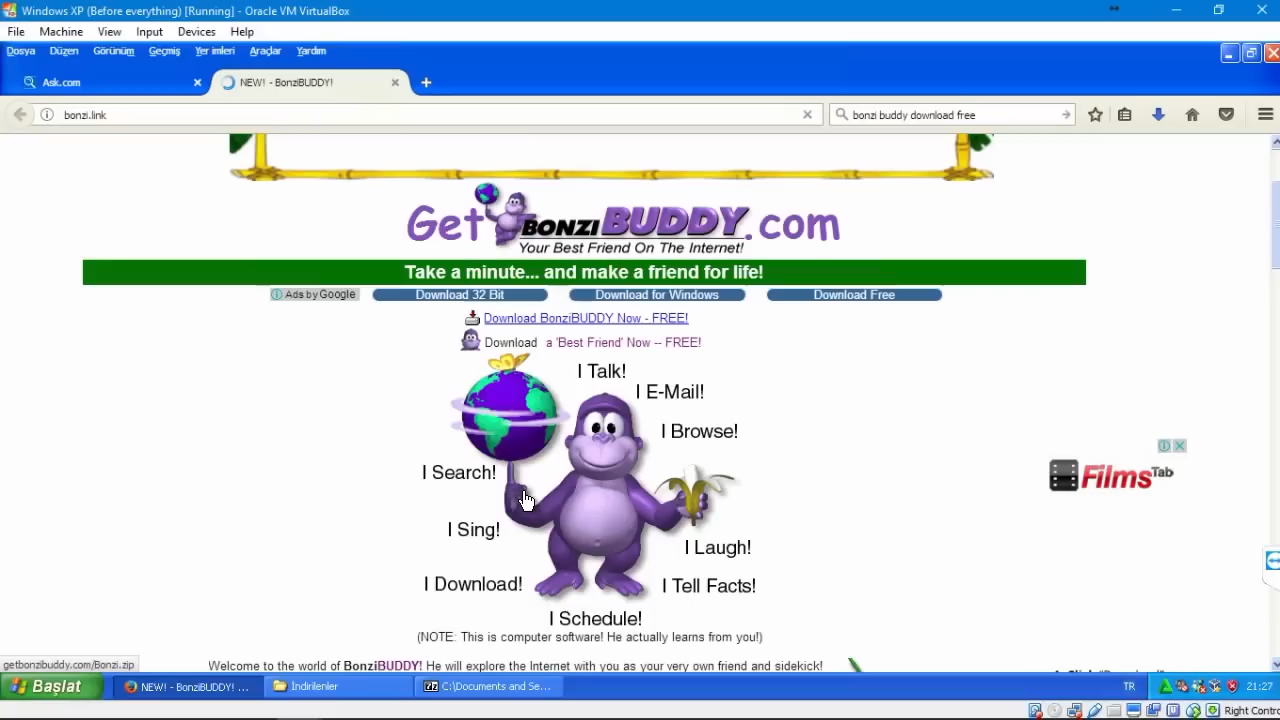 Windows XP (Before everything) [Running] - Oracle VM VirtualBox
File Machine View Input Devices Help
Dosya Düzen Görünüm Geçmiş Yer imleri Araçlar Yardım
Ask.com NEW! - BonziBUDDY!
bonzi.link bonzi buddy download free
Get BONZIBUDDY.com
Your Best Friend On The Internet!
Take a minute... and make a friend for life!
Ads by Google Download 32 Bit Download for Windows Download Free
Download BonziBUDDY Now - FREE!
Download a 'Best Friend' Now -- FREE!
I Talk!
I E-Mail!
I Browse!
I Search!
FilmsTab
I Sing!
I Laugh!
I Download! I Tell Facts!
I Schedule!
(NOTE: This is computer software! He actually learns from you!)
getbonzibuddy.com/Bonzi.zip Welcome to the world of BonziBUDDY! He will explore the Internet with you as your very own friend and sidekick!
Başlat NEW! - BonziBUDDY! ... İndirilenler C:\Documents and Se... TR 21:27
Right Contro